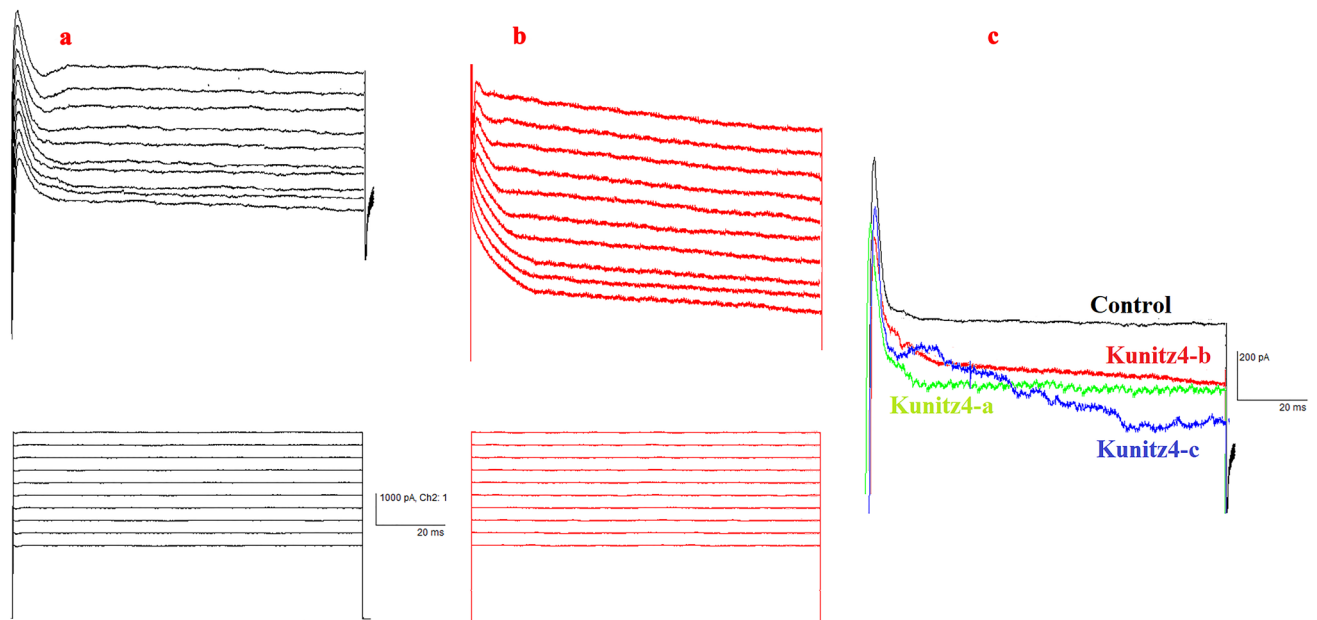 a
b
c
Control
Kunitz4-b
200 pA
20 ms
Kunitz4-a
Kunitz4-c
1000 pA, Ch2: 1
20 ms